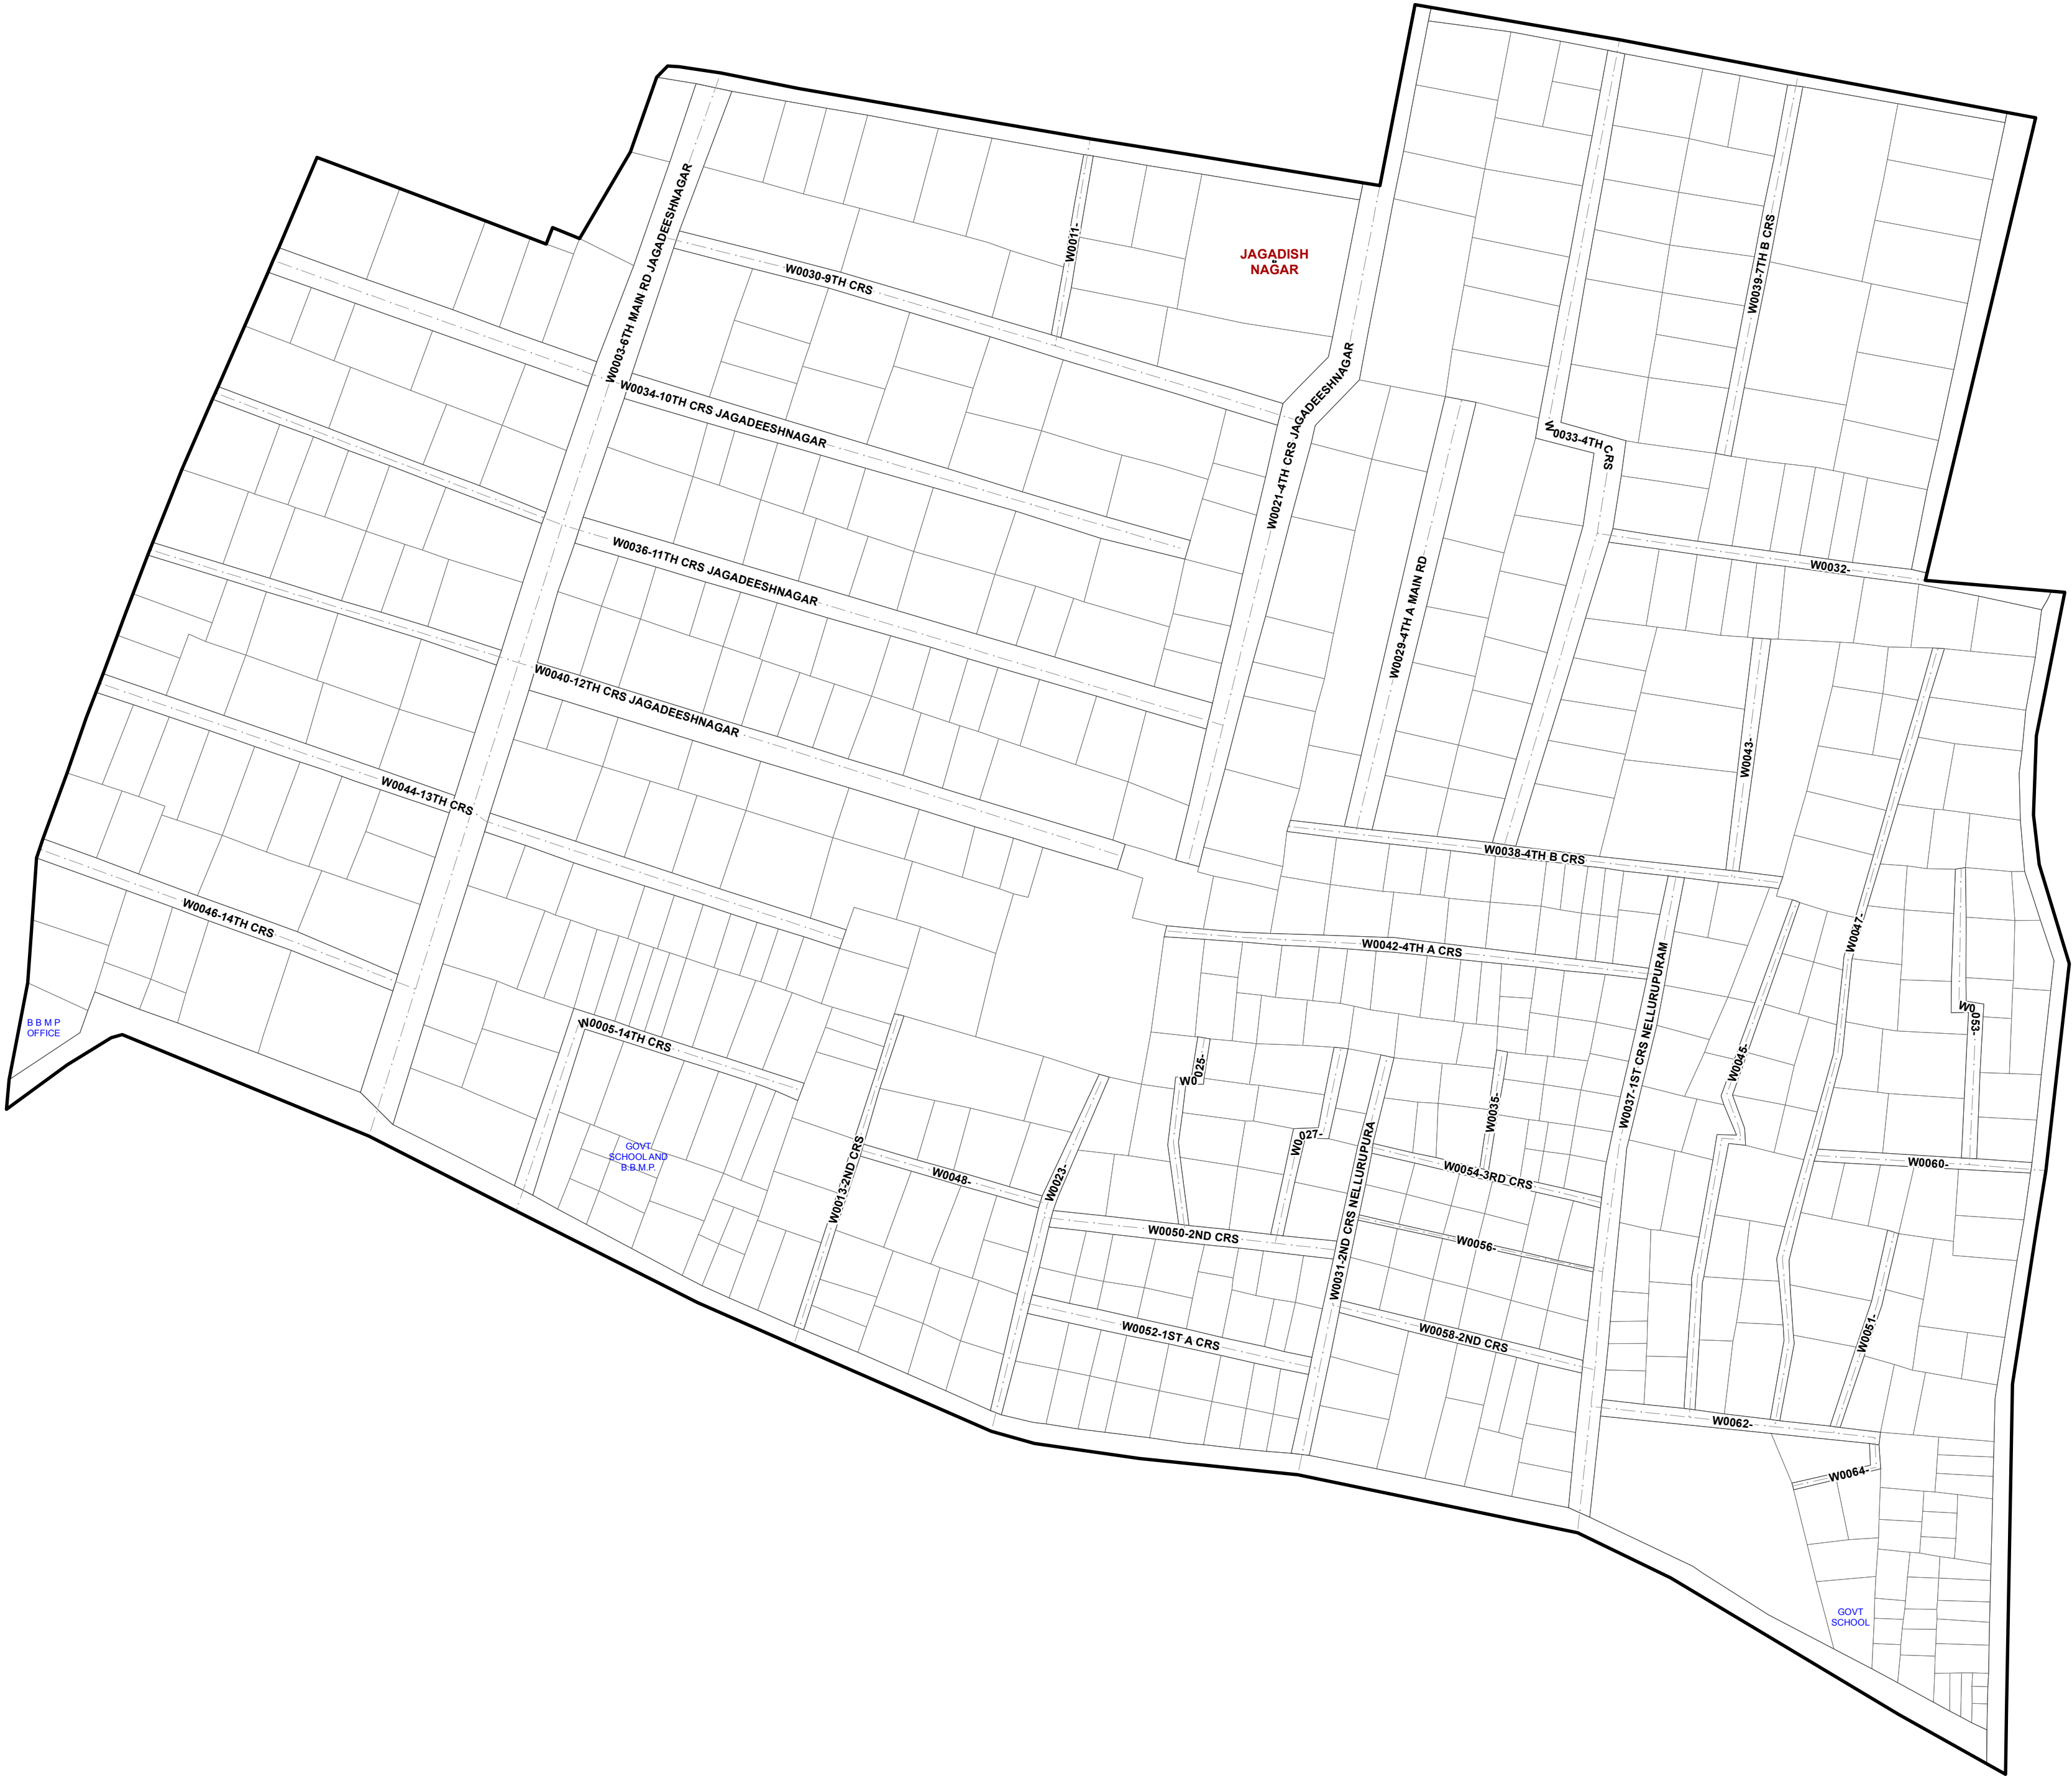 W0003-6TH MAIN RD JAGADEESHNAGAR
W0011-
JAGADISH
NAGAR
W0030-9TH CRS
W0039-7TH B CRS
W0034-10TH CRS JAGADEESHNAGAR
W0021-4TH CRS JAGADEESHNAGAR
W0033-4TH CRS
W0036-11TH CRS JAGADEESHNAGAR
W0032-
W0029-4TH A MAIN RD
W0040-12TH CRS JAGADEESHNAGAR
W0043-
W0044-13TH CRS
W0038-4TH B CRS
W0046-14TH CRS
W0042-4TH A CRS
W0047-
W0037-1ST CRS NELLURUPURAM
B B M P
OFFICE
W0005-14TH CRS
W0053-
W0025-
W0045-
W0035-
W0027-
GOVT
SCHOOL AND
B.B.M.P.
W0013-2ND CRS
W0048-
W0023-
W0031-2ND CRS NELLURUPURA
W0054-3RD CRS
W0060-
W0050-2ND CRS
W0056-
W0052-1ST A CRS
W0058-2ND CRS
W0051-
W0062-
W0064-
GOVT
SCHOOL